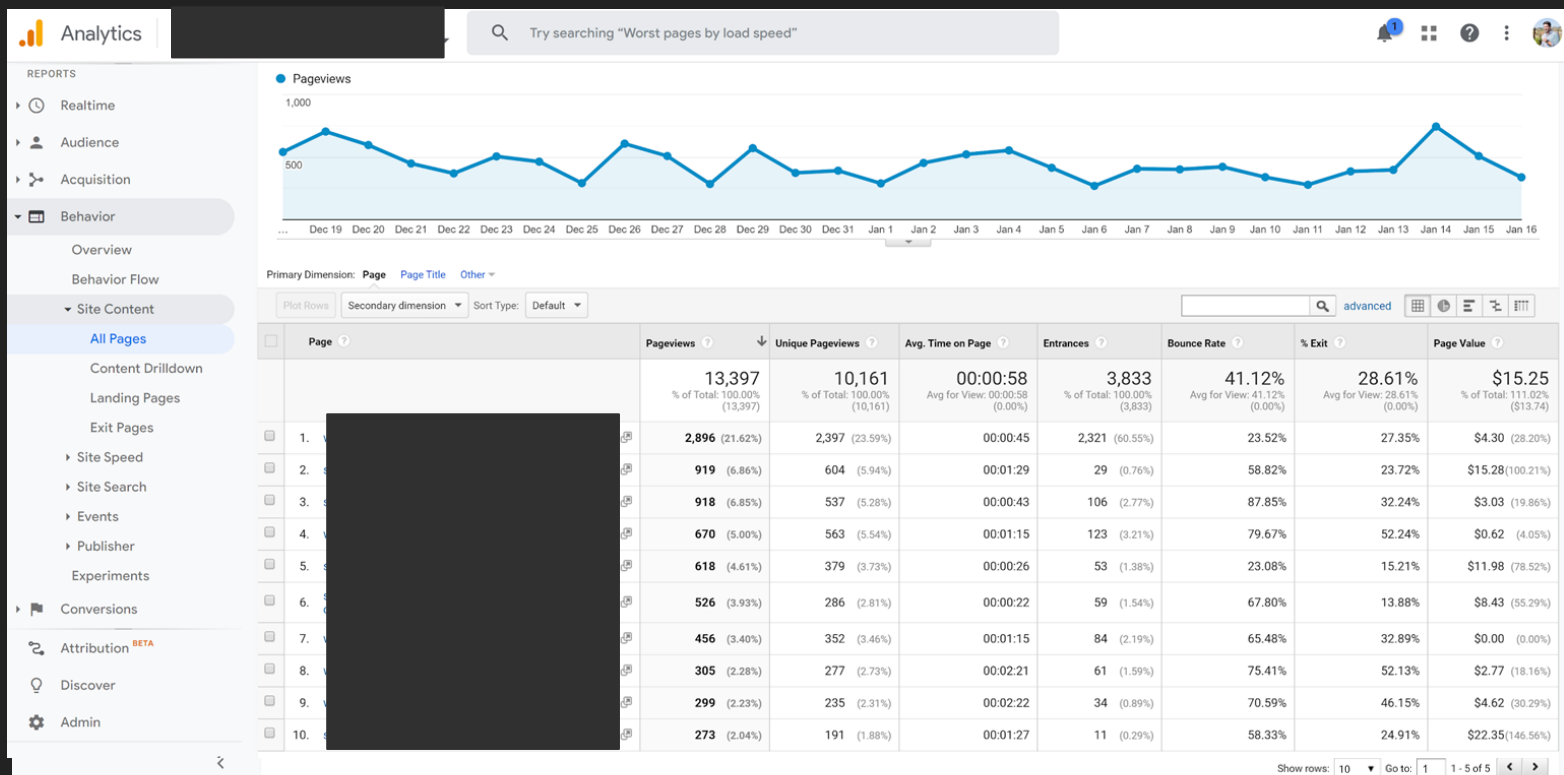 Analytics
Try searching “Worst pages by load speed”
1
REPORTS
Realtime
Audience
Acquisition
Behavior
Overview
Behavior Flow
Site Content
All Pages
Content Drilldown
Landing Pages
Exit Pages
Site Speed
Site Search
Events
Publisher
Experiments
Conversions
Attribution BETA
Discover
Admin
Pageviews
1,000
500
... Dec 19 Dec 20 Dec 21 Dec 22 Dec 23 Dec 24 Dec 25 Dec 26 Dec 27 Dec 28 Dec 29 Dec 30 Dec 31 Jan 1 Jan 2 Jan 3 Jan 4 Jan 5 Jan 6 Jan 7 Jan 8 Jan 9 Jan 10 Jan 11 Jan 12 Jan 13 Jan 14 Jan 15 Jan 16
Primary Dimension: Page Page Title Other
Plot Rows Secondary dimension Sort Type: Default advanced
Page Pageviews Unique Pageviews Avg. Time on Page Entrances Bounce Rate % Exit Page Value
13,397 10,161 00:00:58 3,833 41.12% 28.61% $15.25
% of Total: 100.00% % of Total: 100.00% Avg for View: 00:00:58 % of Total: 100.00% Avg for View: 41.12% Avg for View: 28.61% % of Total: 111.02%
(13,397) (10,161) (0.00%) (3,833) (0.00%) (0.00%) ($13.74)
1. 2,896 (21.62%) 2,397 (23.59%) 00:00:45 2,321 (60.55%) 23.52% 27.35% $4.30 (28.20%)
2. 919 (6.86%) 604 (5.94%) 00:01:29 29 (0.76%) 58.82% 23.72% $15.28(100.21%)
3. 918 (6.85%) 537 (5.28%) 00:00:43 106 (2.77%) 87.85% 32.24% $3.03 (19.86%)
4. 670 (5.00%) 563 (5.54%) 00:01:15 123 (3.21%) 79.67% 52.24% $0.62 (4.05%)
5. 618 (4.61%) 379 (3.73%) 00:00:26 53 (1.38%) 23.08% 15.21% $11.98 (78.52%)
6. 526 (3.93%) 286 (2.81%) 00:00:22 59 (1.54%) 67.80% 13.88% $8.43 (55.29%)
7. 456 (3.40%) 352 (3.46%) 00:01:15 84 (2.19%) 65.48% 32.89% $0.00 (0.00%)
8. 305 (2.28%) 277 (2.73%) 00:02:21 61 (1.59%) 75.41% 52.13% $2.77 (18.16%)
9. 299 (2.23%) 235 (2.31%) 00:02:22 34 (0.89%) 70.59% 46.15% $4.62 (30.29%)
10. 273 (2.04%) 191 (1.88%) 00:01:27 11 (0.29%) 58.33% 24.91% $22.35(146.56%)
Show rows: 10 Go to: 1 1 - 5 of 5